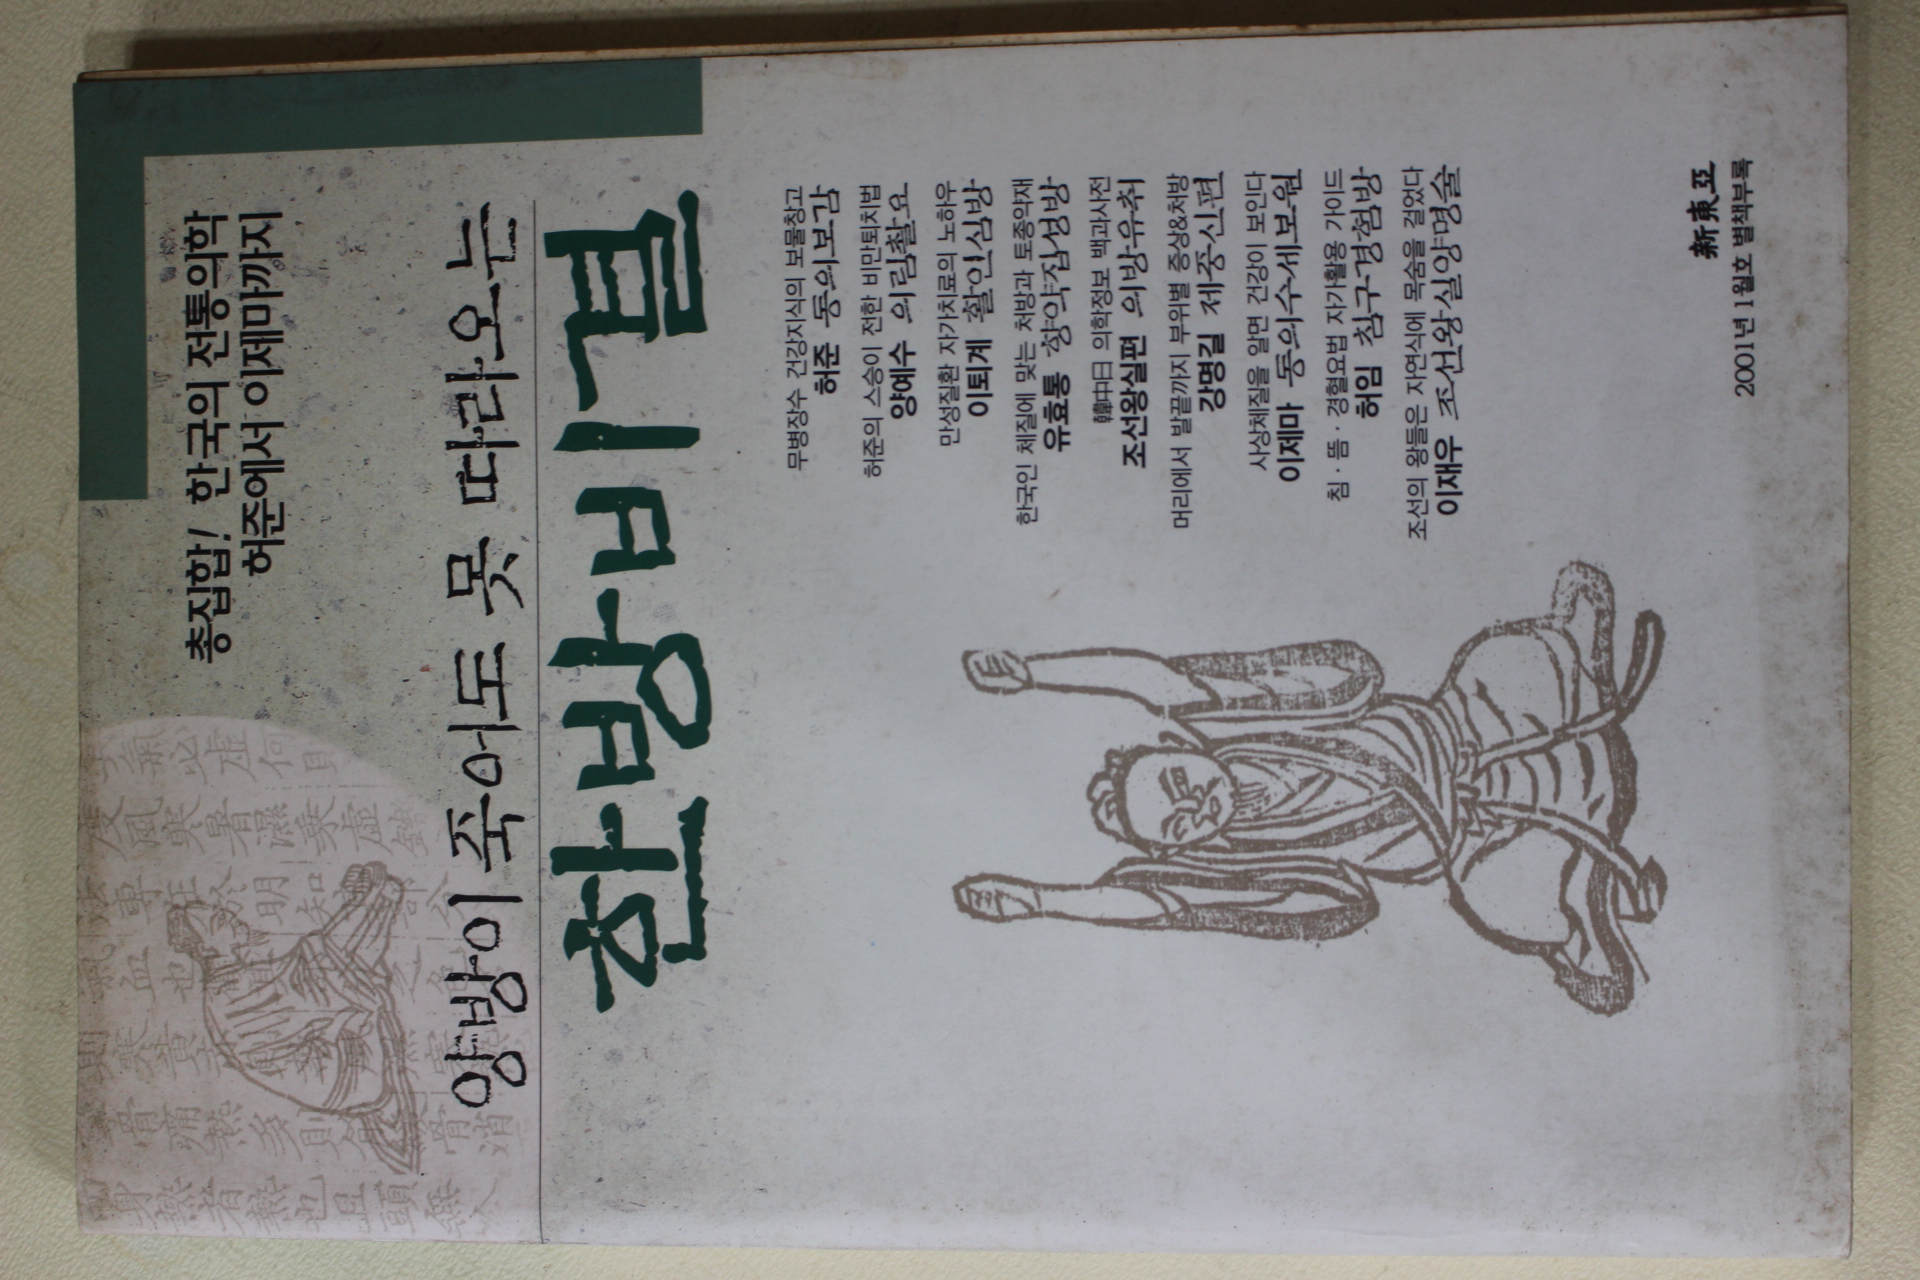 총집합! 한국의 전통의학
허준에서 이제마까지
양방이 죽어도 못 따라오는
한방비결
무병장수 건강지식의 보물창고
허준 동의보감
허준의 스승이 전한 비만퇴치법
양예수 의림촬요
만성질환 자가치료의 노하우
이퇴계 활인심방
한국인 체질에 맞는 처방과 토종약재
유효통 향약집성방
韓中日 의학정보 백과사전
조선왕실편 의방유취
머리에서 발끝까지 부위별 증상&처방
강명길 제중신편
사상체질을 알면 건강이 보인다
이제마 동의수세보원
침·뜸·경혈요법 자가활용 가이드
허임 침구경험방
조선의 왕들은 자연식에 목숨을 걸었다
이재우 조선왕실양명술
新東亞
2001년 1월호 별책부록